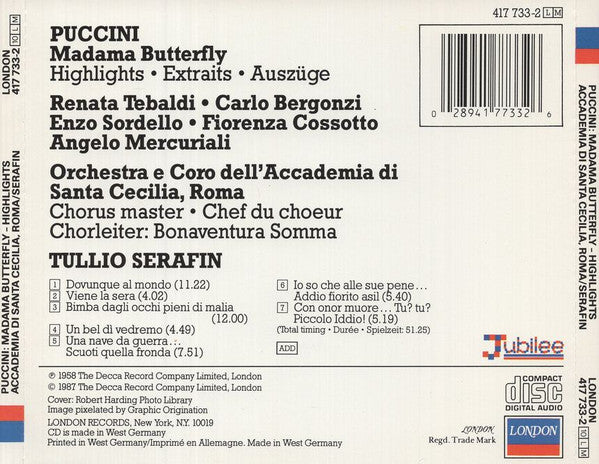 417 733-2 LM
PUCCINI
Madama Butterfly
Highlights • Extraits • Auszüge
Renata Tebaldi • Carlo Bergonzi
Enzo Sordello • Fiorenza Cossotto
Angelo Mercuriali
Orchestra e Coro dell'Accademia di
Santa Cecilia, Roma
Chorus master • Chef du choeur
Chorleiter: Bonaventura Somma
TULLIO SERAFIN
1 Dovunque al mondo (11.22)
2 Viene la sera (4.02)
3 Bimba dagli occhi pieni di malia
(12.00)
4 Un bel dì vedremo (4.49)
5 Una nave da guerra...
Scuoti quella fronda (7.51)
6 Io so che alle sue pene...
Addio fiorito asil (5.40)
7 Con onor muore... Tu? tu?
Piccolo Iddio! (5.19)
(Total timing • Durée • Spielzeit: 51.25)
ADD
Jubilee
℗ 1958 The Decca Record Company Limited, London
© 1987 The Decca Record Company Limited, London
Cover: Robert Harding Photo Library
Image pixelated by Graphic Origination
LONDON RECORDS, New York, N.Y. 10019
CD is made in West Germany
Printed in West Germany/Imprimé en Allemagne. Made in West Germany
LONDON
Regd. Trade Mark
COMPACT
disc
DIGITAL AUDIO
LONDON
0 28941 77332 6
LONDON
417 733-2 10 LM
PUCCINI: MADAMA BUTTERFLY – HIGHLIGHTS
ACCADEMIA DI SANTA CECILIA, ROMA/SERAFIN
PUCCINI: MADAMA BUTTERFLY – HIGHLIGHTS
ACCADEMIA DI SANTA CECILIA, ROMA/SERAFIN
LONDON
417 733-2 10 LM